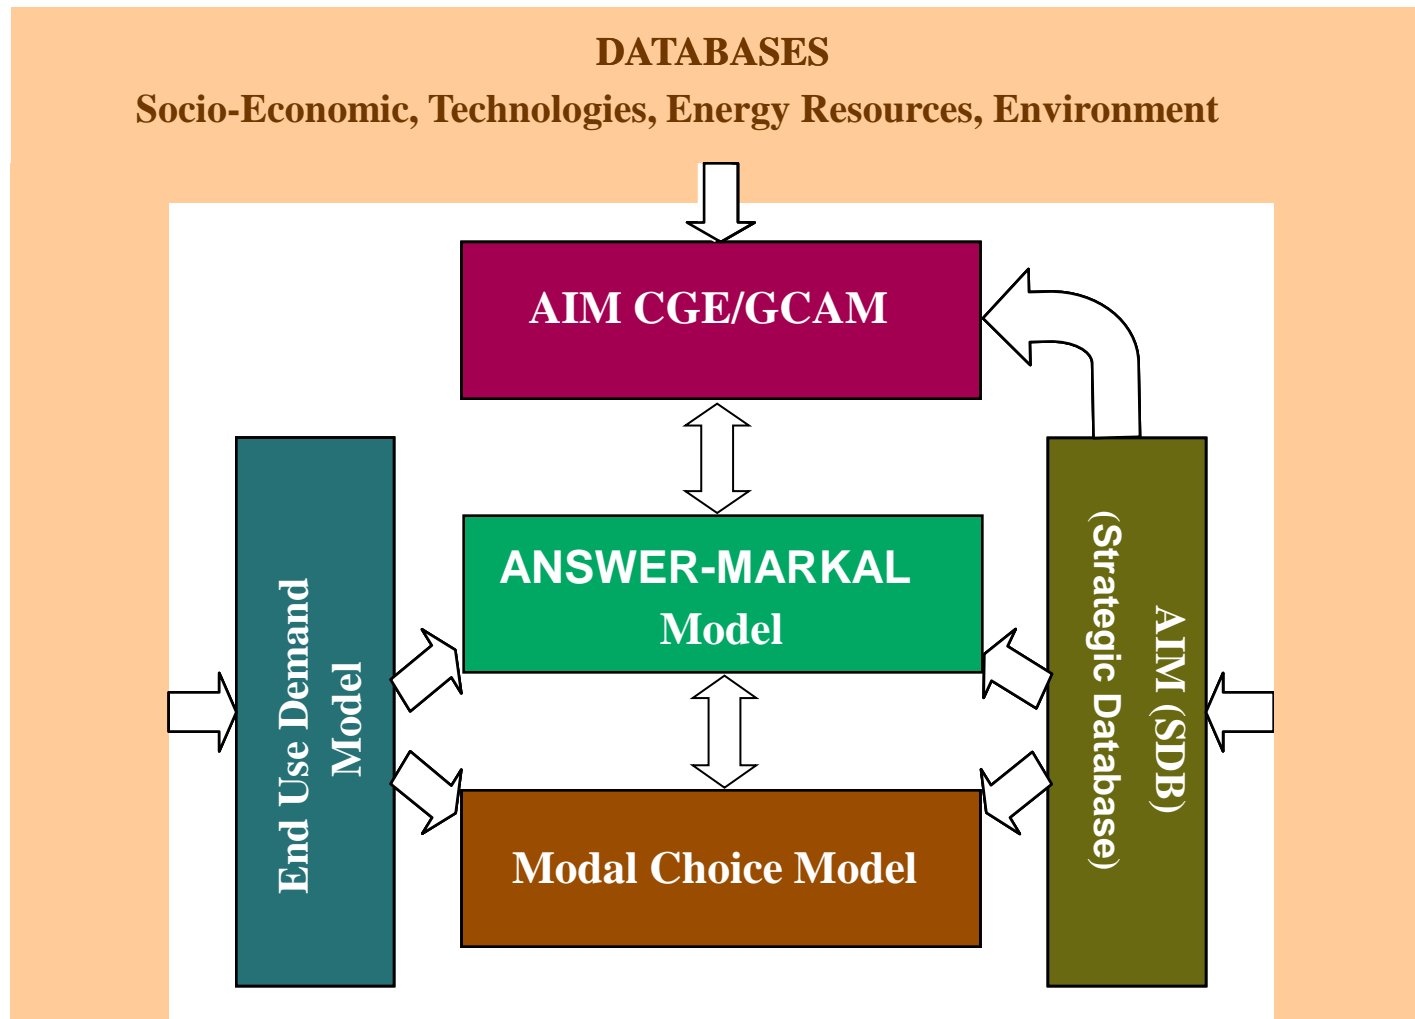 DATABASES
Socio-Economic, Technologies, Energy Resources, Environment
AIM CGE/GCAM
ANSWER-MARKAL
Model
Modal Choice Model
End Use Demand
Model
AIM (SDB)
(Strategic Database)